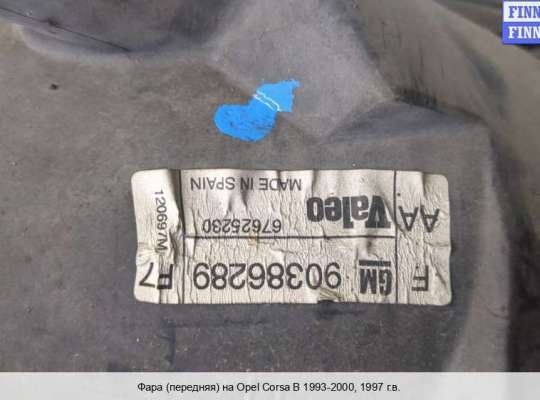 FINN
FINN
F GM 90386289 F7
AA Valeo 67625230
MADE IN SPAIN
120697M
Фара (передняя) на Opel Corsa B 1993-2000, 1997 г.в.